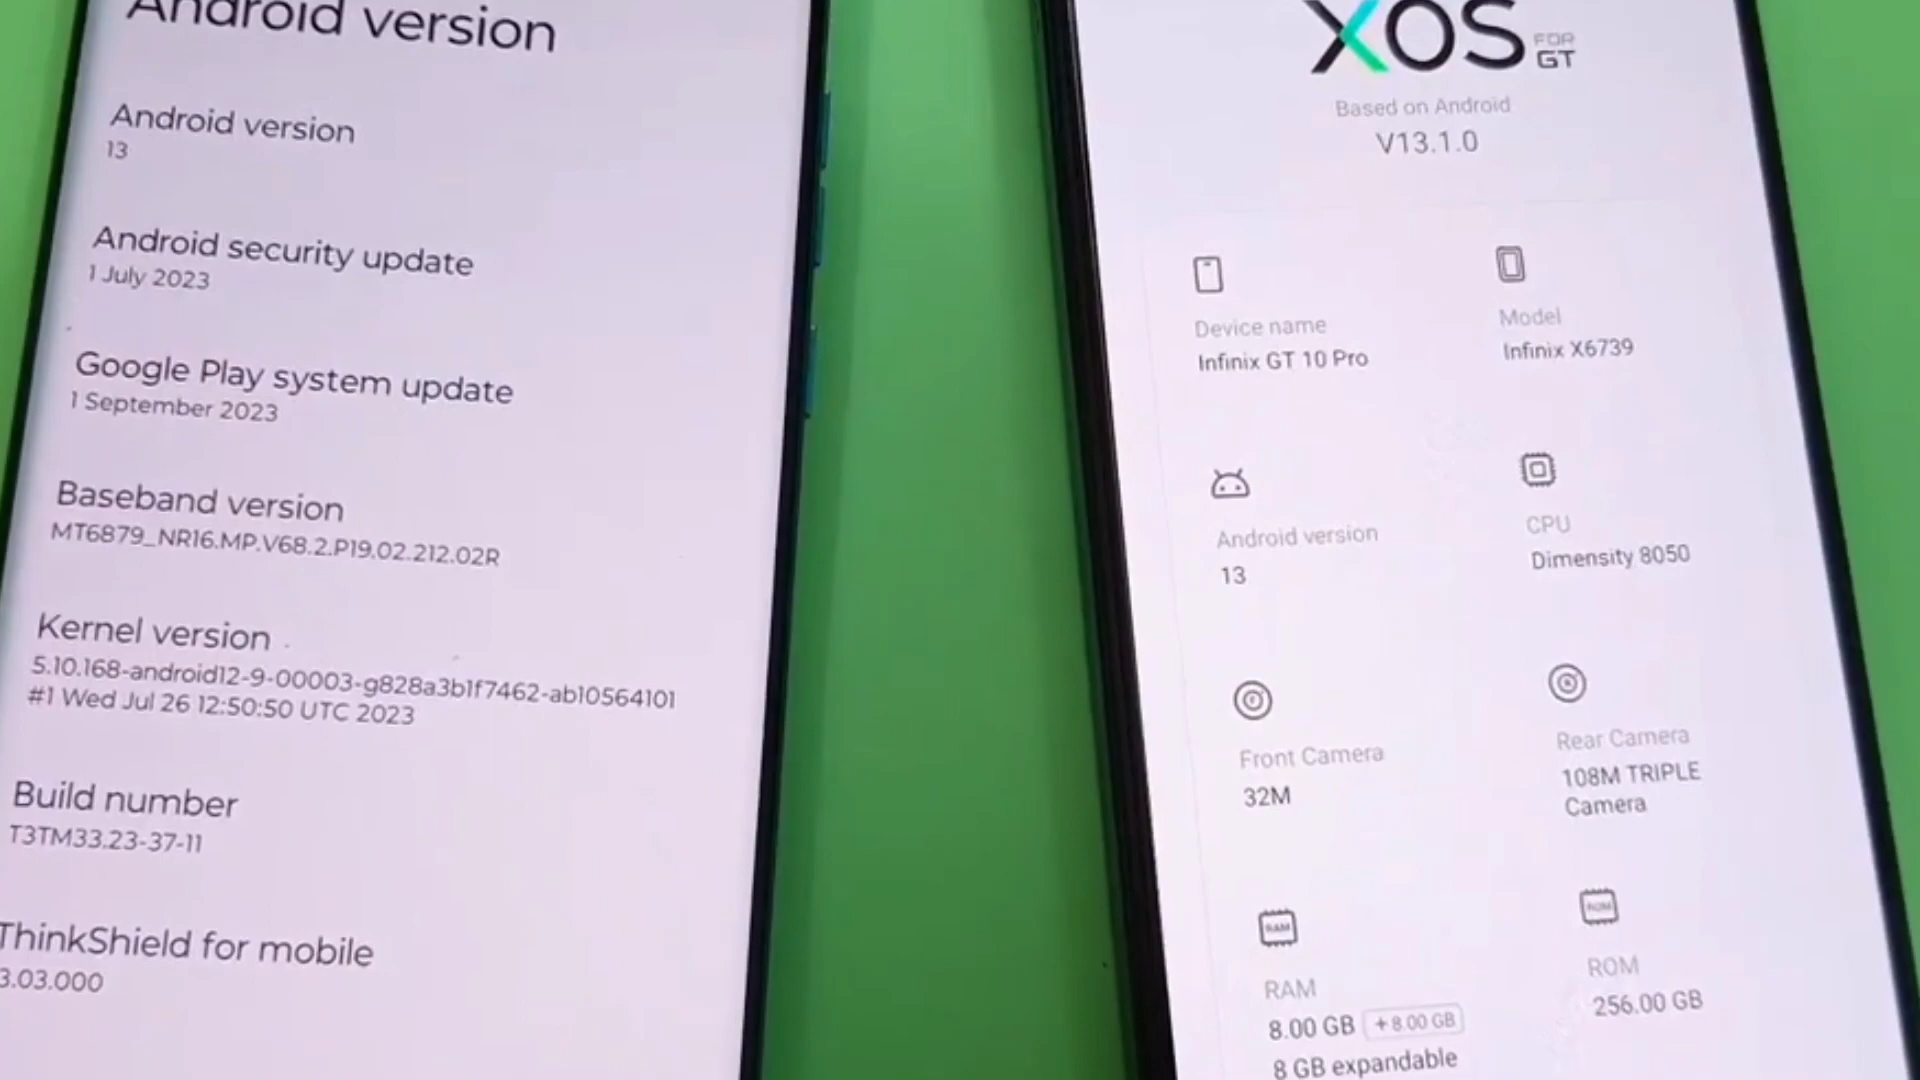 Android version
Android version
13
Android security update
1 July 2023
Google Play system update
1 September 2023
Baseband version
MT6879_NR16.MP.V68.2.P19.02.212.02R
Kernel version
5.10.168-android12-9-00003-g828a3b1f7462-ab10564101
#1 Wed Jul 26 12:50:50 UTC 2023
Build number
T3TM33.23-37-11
ThinkShield for mobile
3.03.000
XOS FOR GT
Based on Android
V13.1.0
Device name
Infinix GT 10 Pro
Model
Infinix X6739
Android version
13
CPU
Dimensity 8050
Front Camera
32M
Rear Camera
108M TRIPLE
Camera
RAM
RAM
8.00 GB +8.00 GB
8 GB expandable
ROM
ROM
256.00 GB